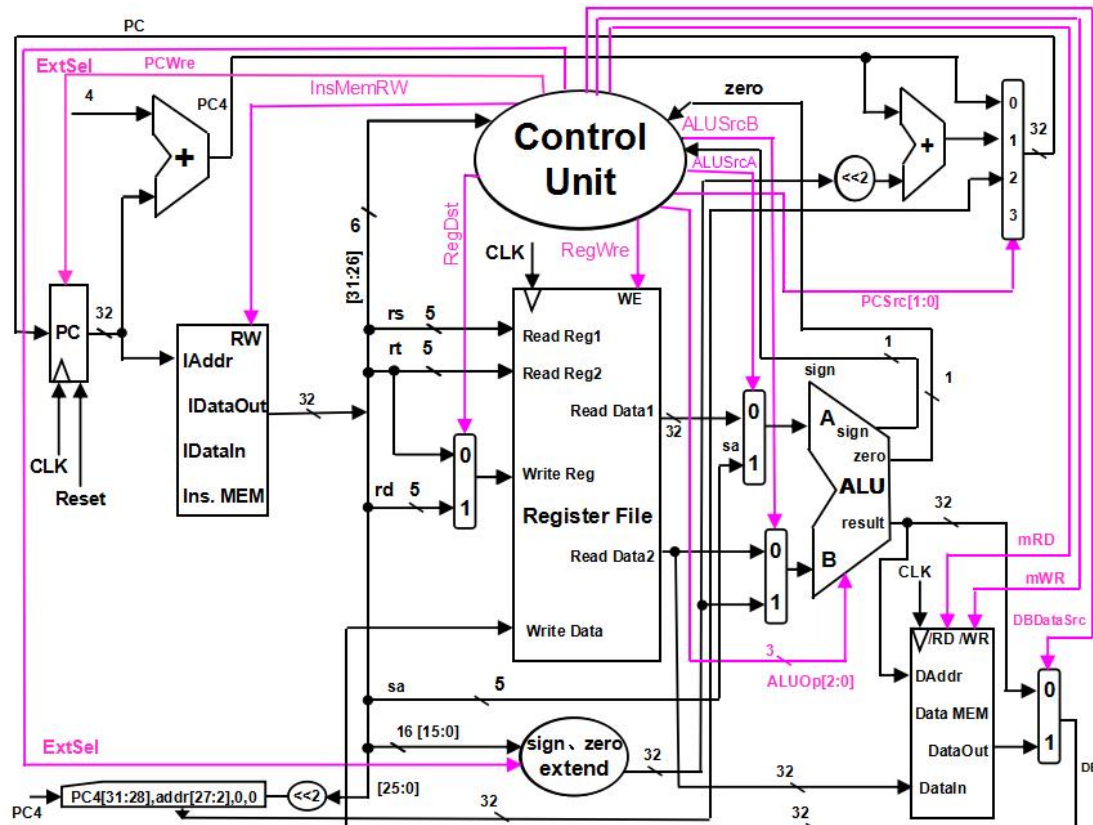 PC
ExtSel
PCWre
InsMemRW
4
PC4
+
Control
Unit
zero
ALUSrcB
ALUSrcA
<<2
+
0
1
2
3
32
6
[31:26]
RegDst
CLK
RegWre
PCSrc[1:0]
PC
32
CLK
Reset
RW
IAddr
IDataOut
IDataIn
Ins. MEM
32
rs 5
rt 5
rd 5
0
1
WE
Read Reg1
Read Reg2
Read Data1
Write Reg
Register File
Read Data2
Write Data
32
sa
0
1
0
1
1
sign
1
A
sign
zero
ALU
result
B
32
3
ALUOp[2:0]
mRD
mWR
CLK
DBDataSrc
/RD /WR
DAddr
Data MEM
DataOut
DataIn
0
1
sa 5
16 [15:0]
ExtSel
sign、zero
extend
32
[25:0]
PC4
PC4[31:28],addr[27:2],0,0
<<2
32
32
32
DB